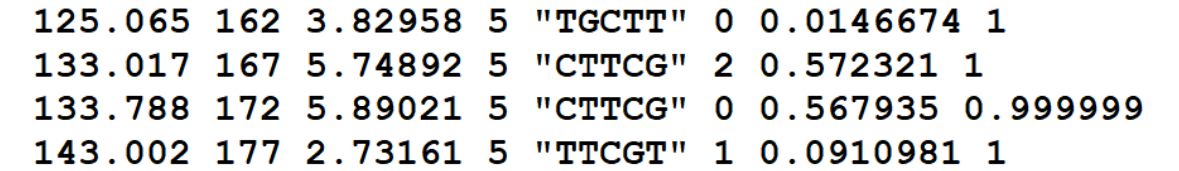 125.065 162 3.82958 5 "TGCTT" 0 0.0146674 1
133.017 167 5.74892 5 "CTTCG" 2 0.572321 1
133.788 172 5.89021 5 "CTTCG" 0 0.567935 0.999999
143.002 177 2.73161 5 "TTCGT" 1 0.0910981 1